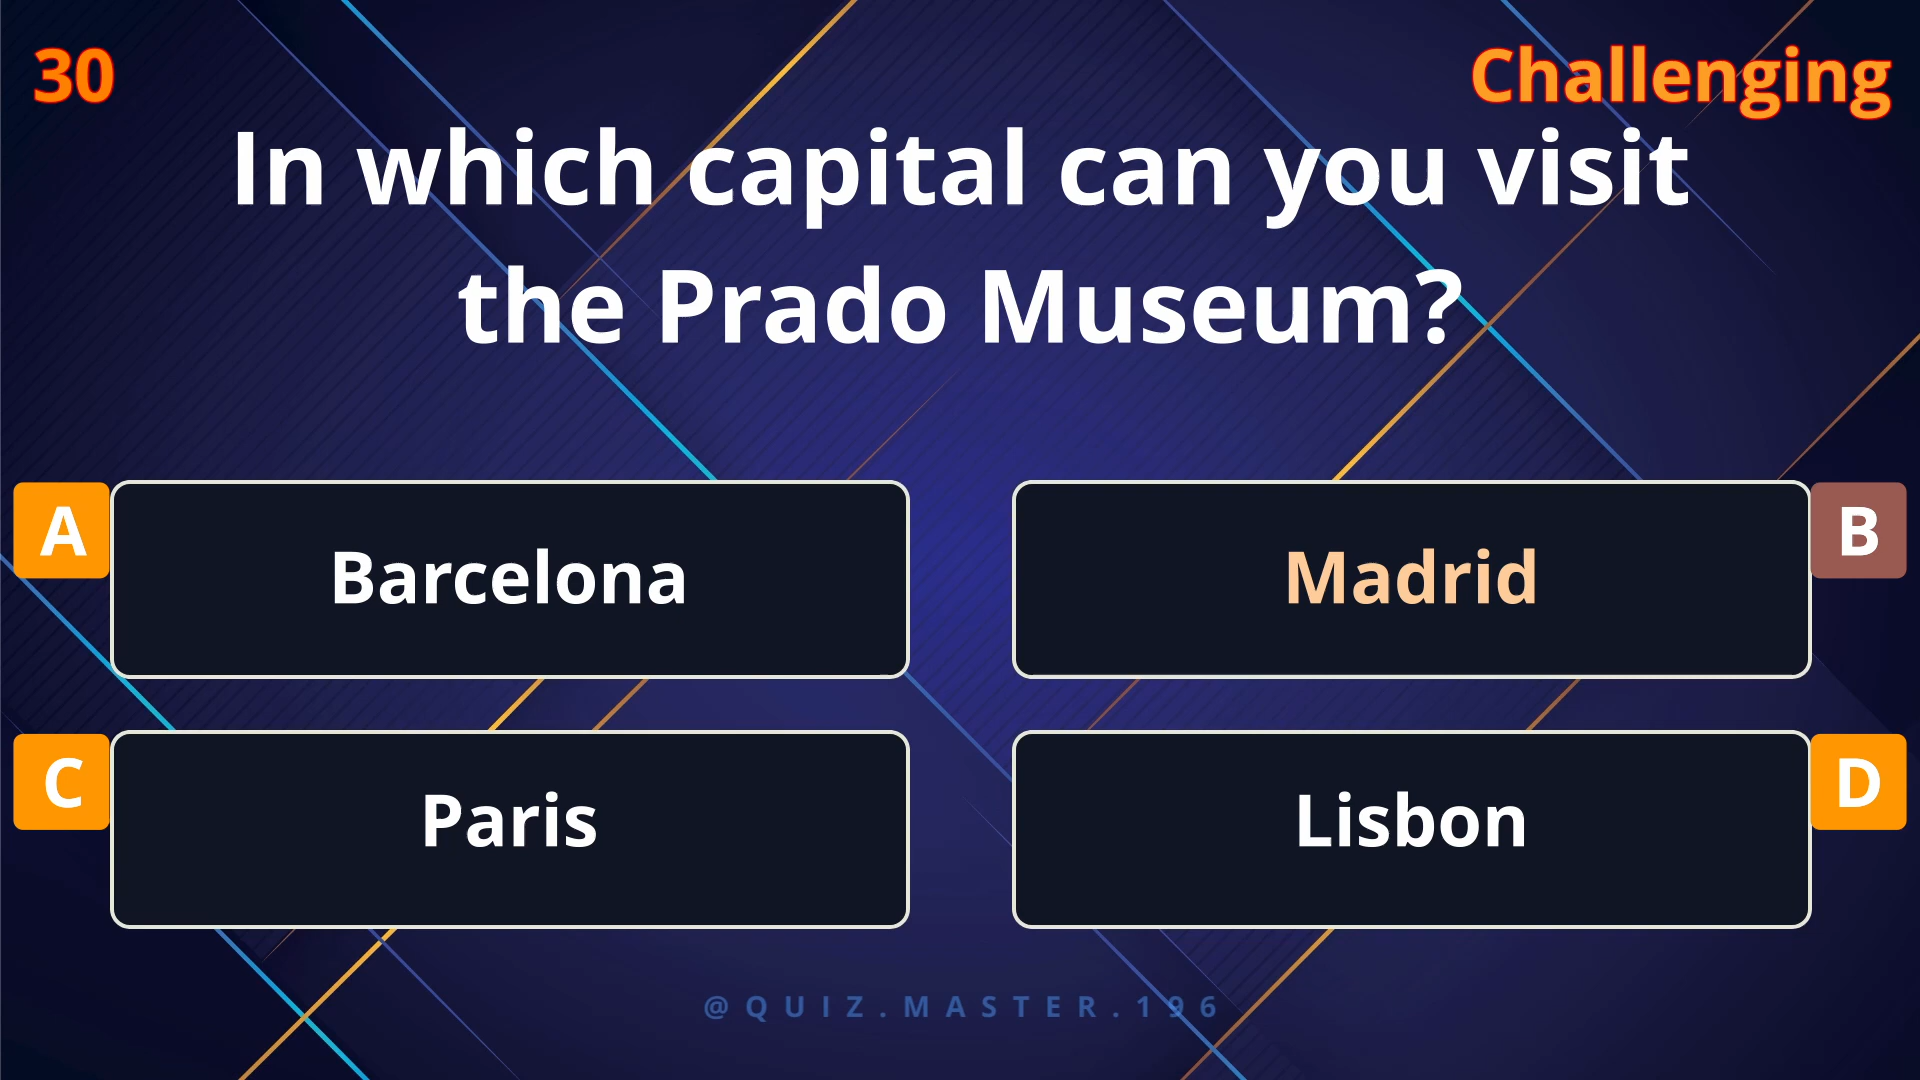 30
Challenging
In which capital can you visit
the Prado Museum?
A
Barcelona
Madrid
B
C
Paris
Lisbon
D
@QUIZ.MASTER.196